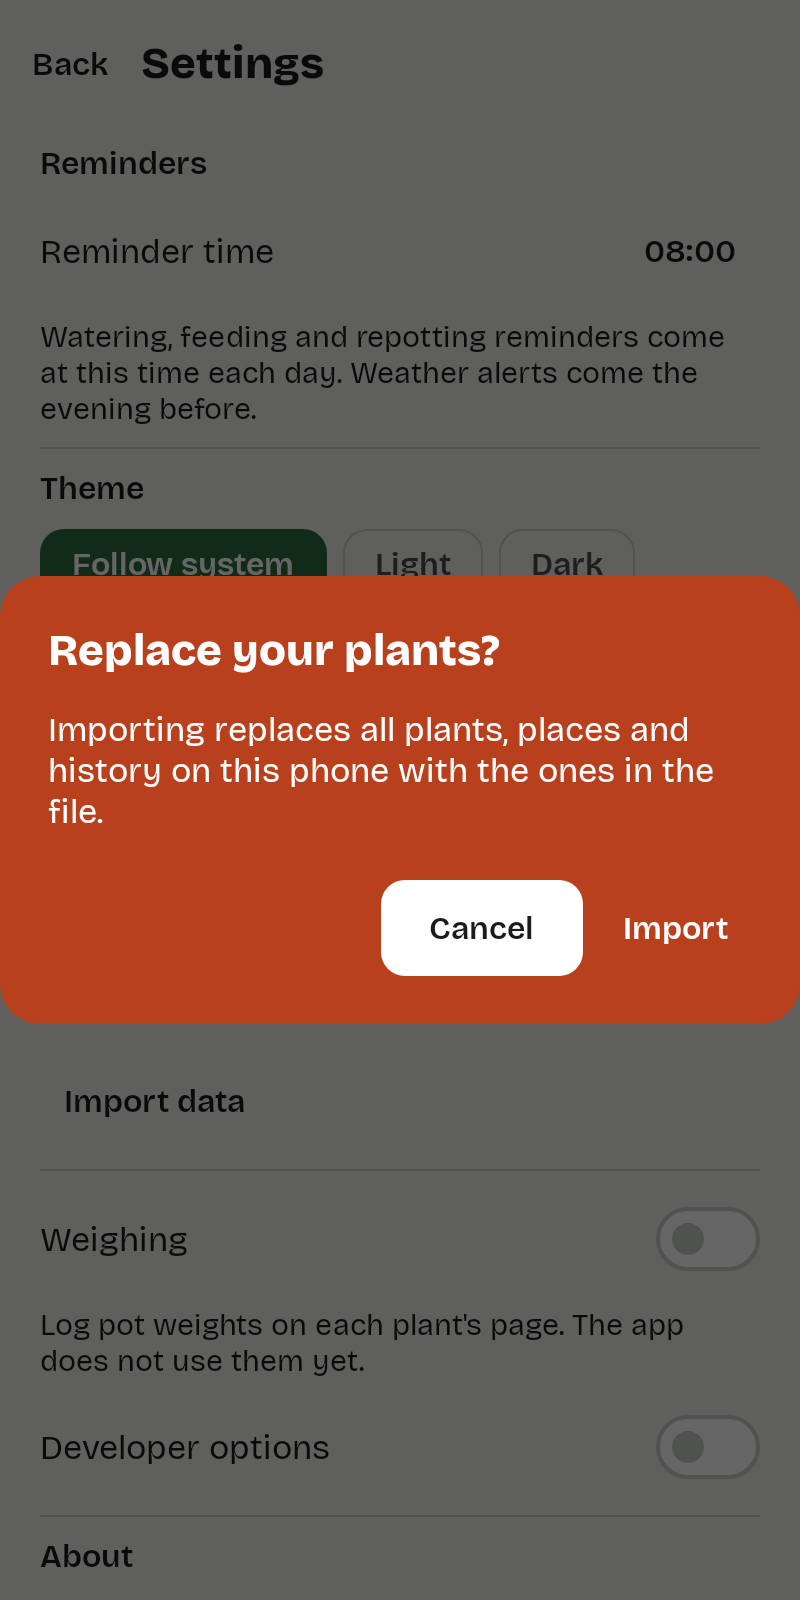 Back Settings
Reminders
Reminder time 08:00
Watering, feeding and repotting reminders come
at this time each day. Weather alerts come the
evening before.
Theme
Follow system Light Dark
Replace your plants?
Importing replaces all plants, places and
history on this phone with the ones in the
file.
Cancel Import
Import data
Weighing
Log pot weights on each plant's page. The app
does not use them yet.
Developer options
About